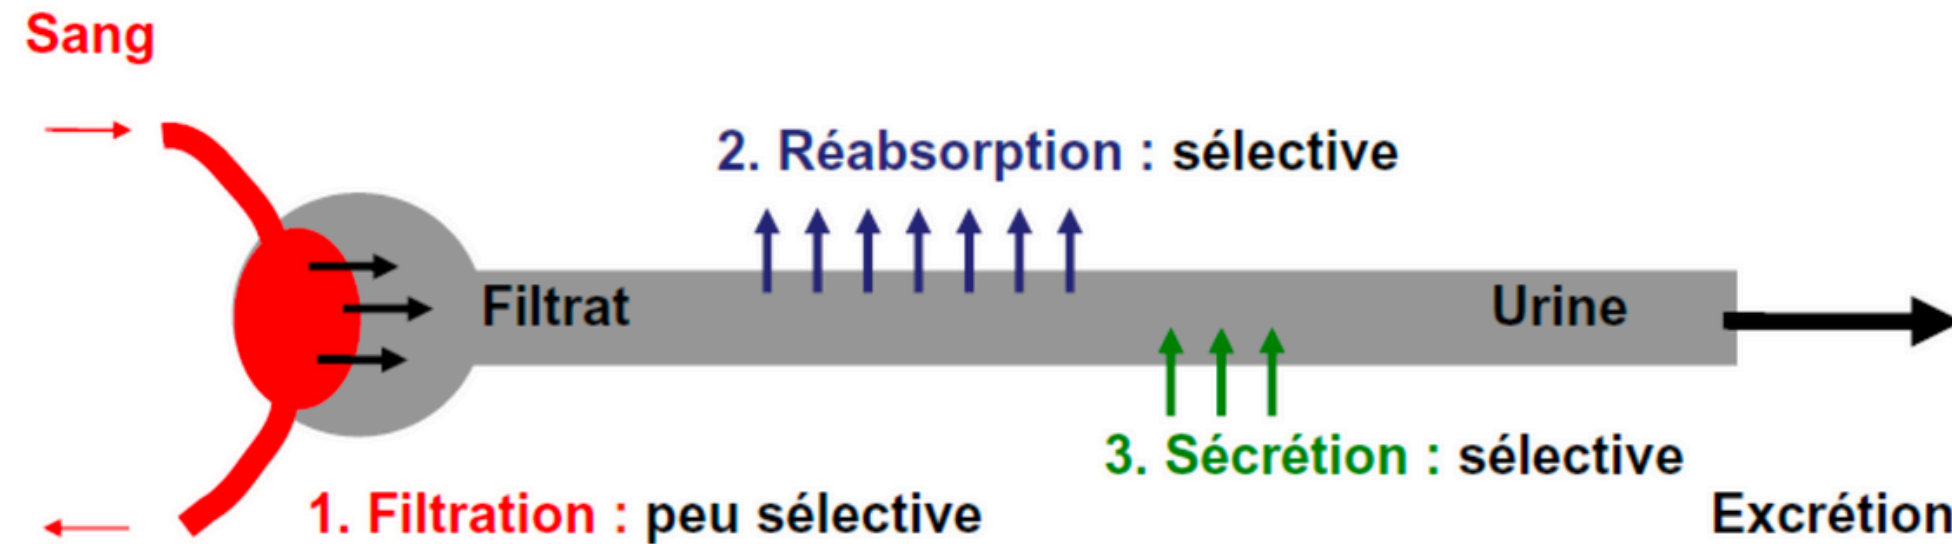 Sang
2. Réabsorption : sélective
Filtrat
Urine
3. Sécrétion : sélective
1. Filtration : peu sélective
Excrétion